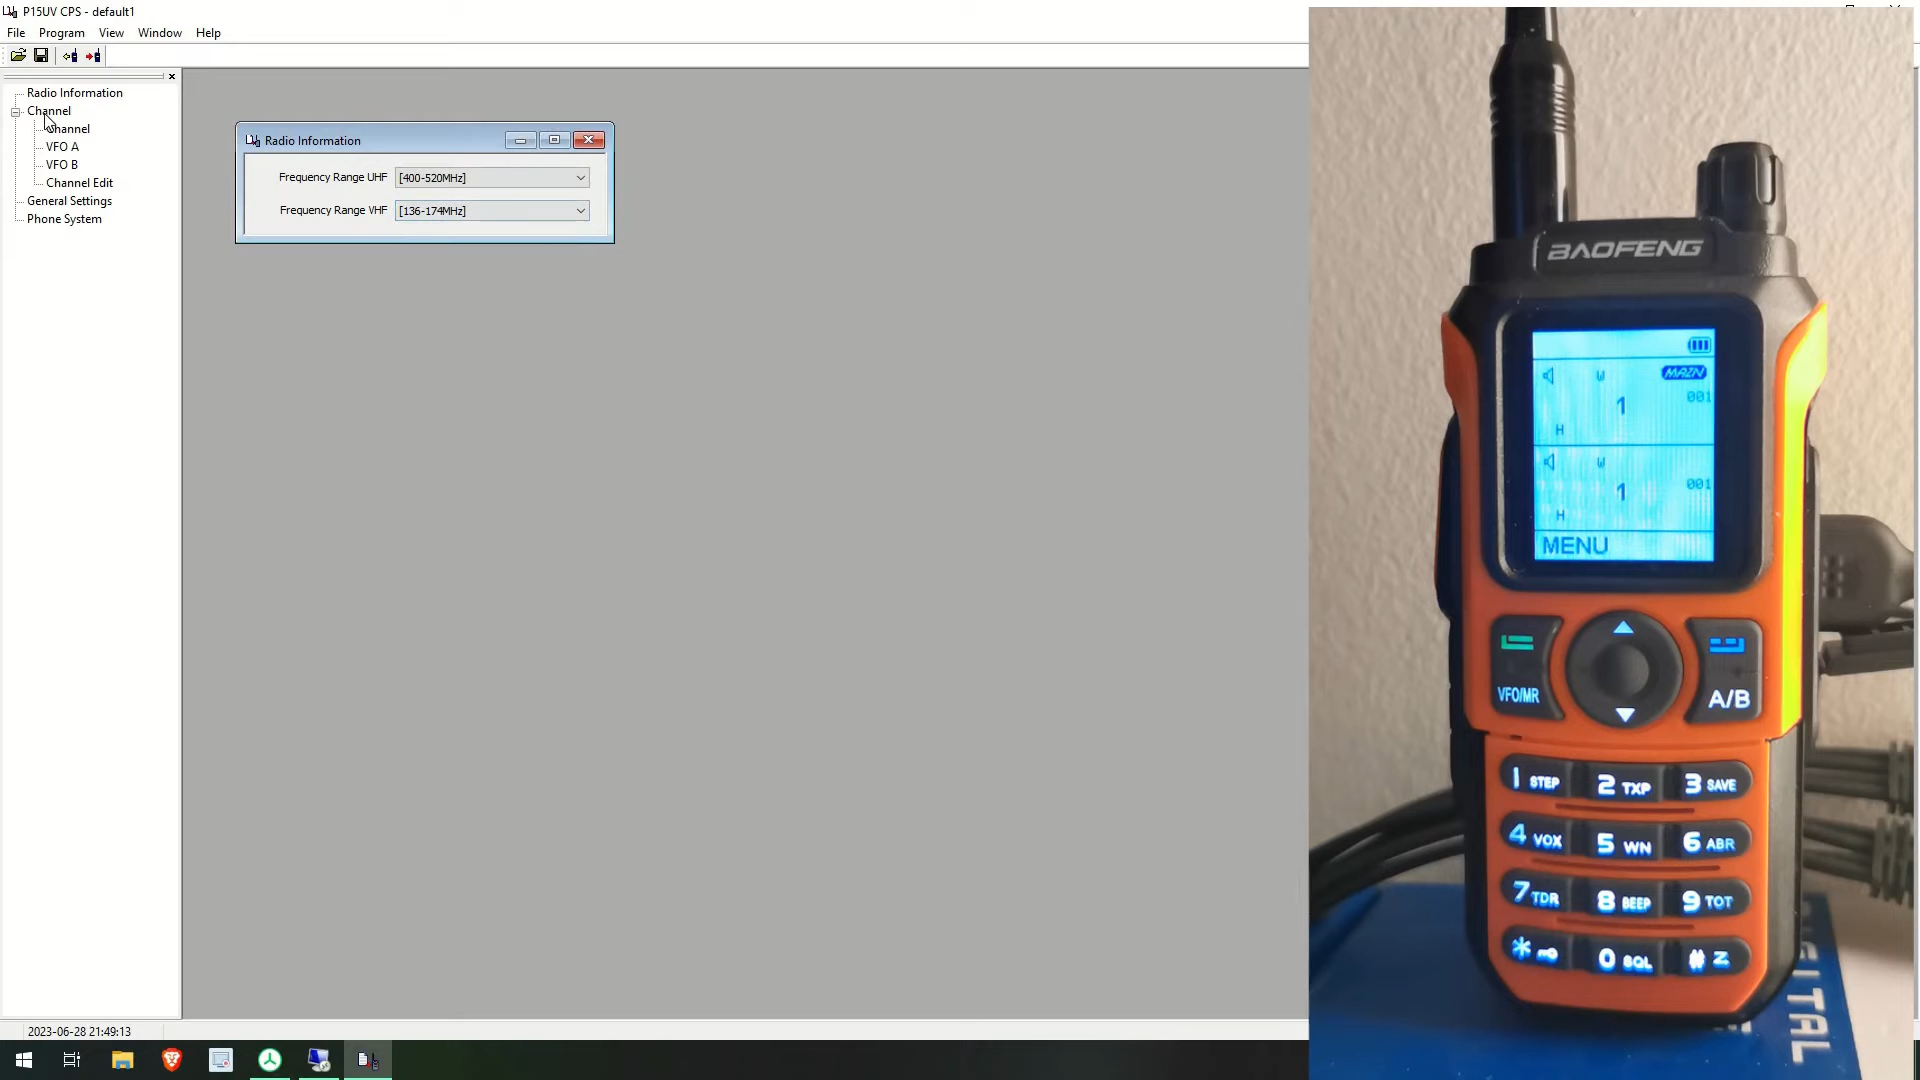 P15UV CPS - default1
File Program View Window Help
Radio Information
Channel
Channel
VFO A
VFO B
Channel Edit
General Settings
Phone System
Radio Information
Frequency Range UHF [400-520MHz]
Frequency Range VHF [136-174MHz]
2023-06-28 21:49:13
BAOFENG
W MAIN
1 001
H
W
1 001
H
MENU
VFO/MR A/B
1 STEP 2 TXP 3 SAVE
4 VOX 5 WN 6 ABR
7 TDR 8 BEEP 9 TOT
* 0 SQL #